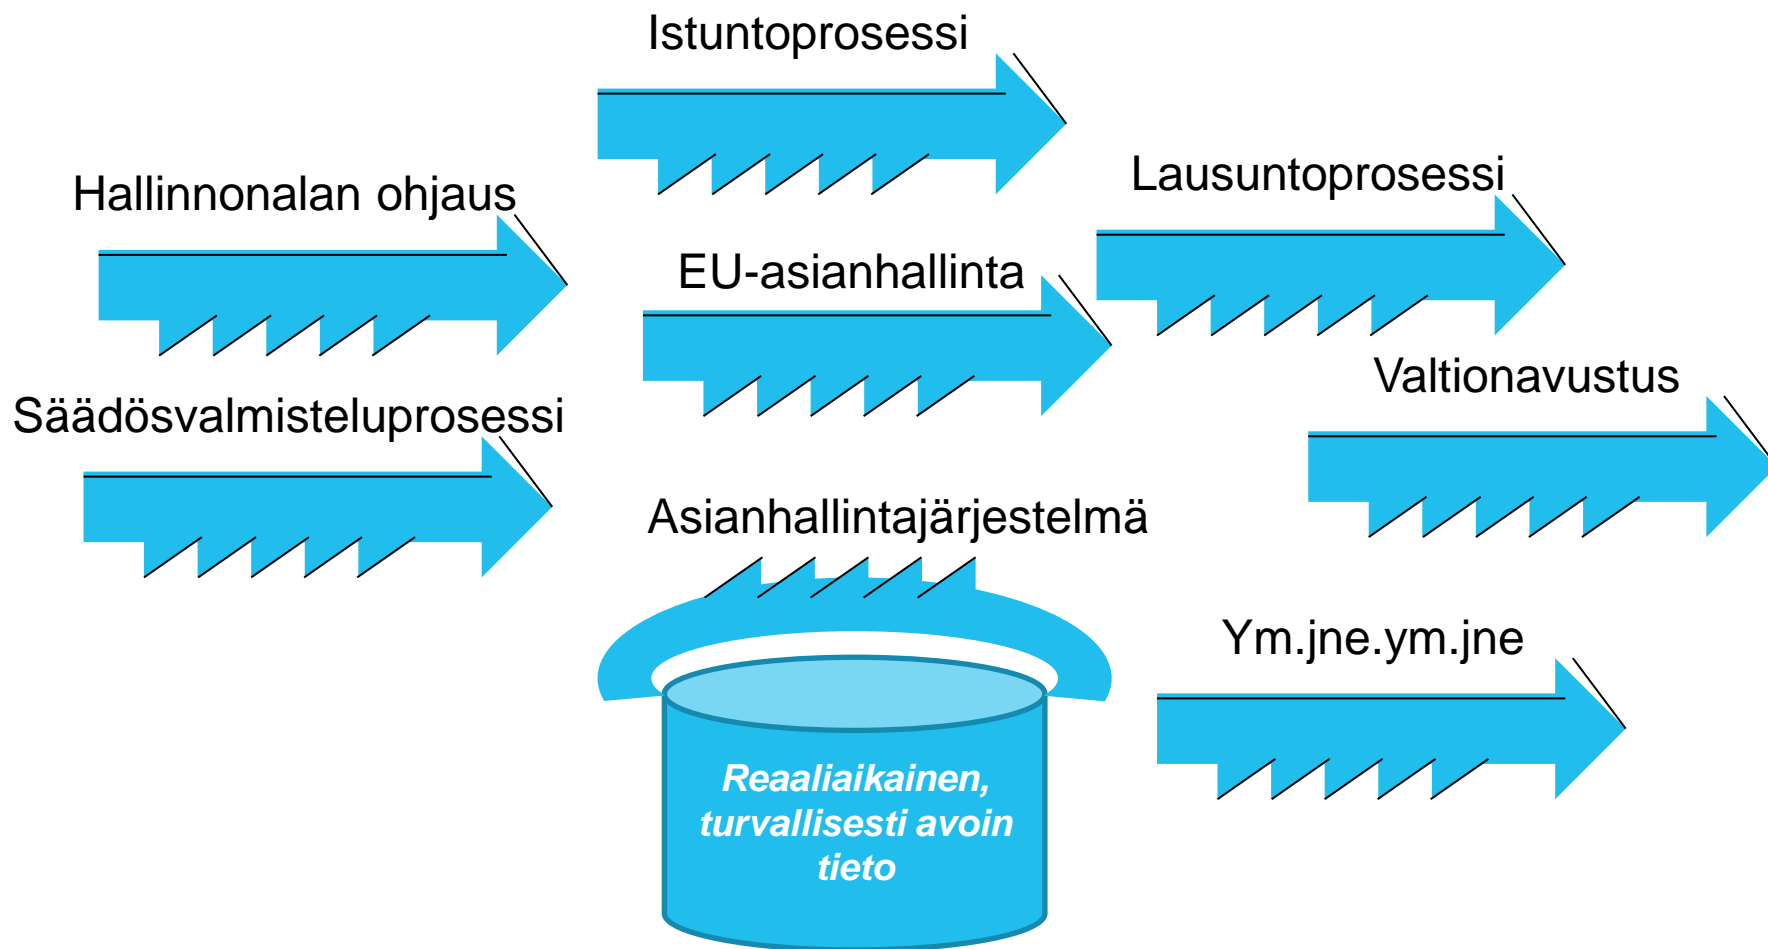 Istuntoprosessi
Lausuntoprosessi
Hallinnonalan ohjaus
EU-asianhallinta
Valtionavustus
Säädösvalmisteluprosessi
Asianhallintajärjestelmä
Ym.jne.ym.jne
Reaaliaikainen,
turvallisesti avoin
tieto